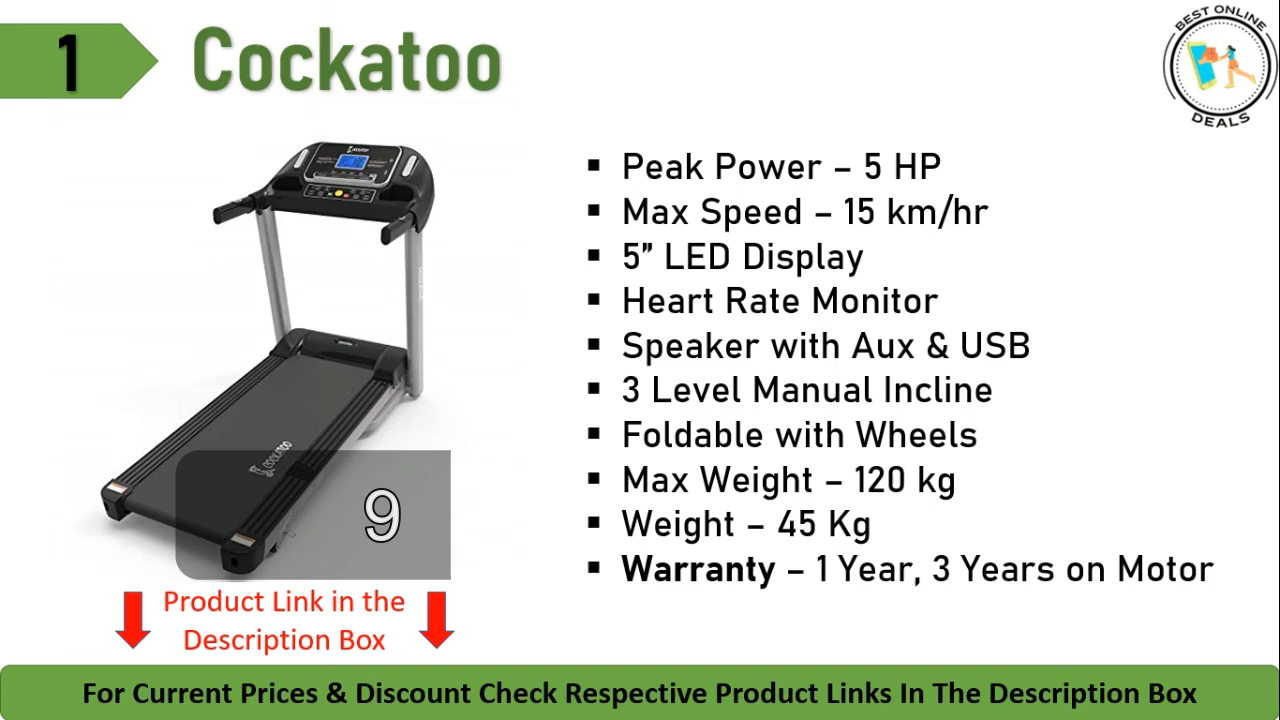 1
Cockatoo
BEST ONLINE
DEALS
▪ Peak Power – 5 HP
▪ Max Speed – 15 km/hr
▪ 5” LED Display
▪ Heart Rate Monitor
▪ Speaker with Aux & USB
▪ 3 Level Manual Incline
▪ Foldable with Wheels
▪ Max Weight – 120 kg
▪ Weight – 45 Kg
▪ Warranty – 1 Year, 3 Years on Motor
COCKATOO
9
Product Link in the
Description Box
For Current Prices & Discount Check Respective Product Links In The Description Box